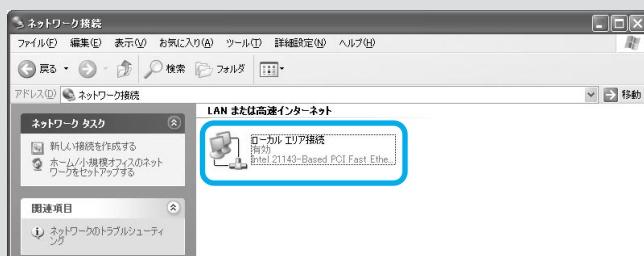 ネットワーク接続
ファイル(F) 編集(E) 表示(V) お気に入り(A) ツール(T) 詳細設定(N) ヘルプ(H)
戻る 検索 フォルダ
アドレス(D) ネットワーク接続 移動
LAN または高速インターネット
ネットワーク タスク
新しい接続を作成する
ホーム/小規模オフィスのネット
ワークをセットアップする
ローカル エリア接続
有効
Intel 21143-Based PCI Fast Ethe...
関連項目
ネットワークのトラブルシューティ
ング